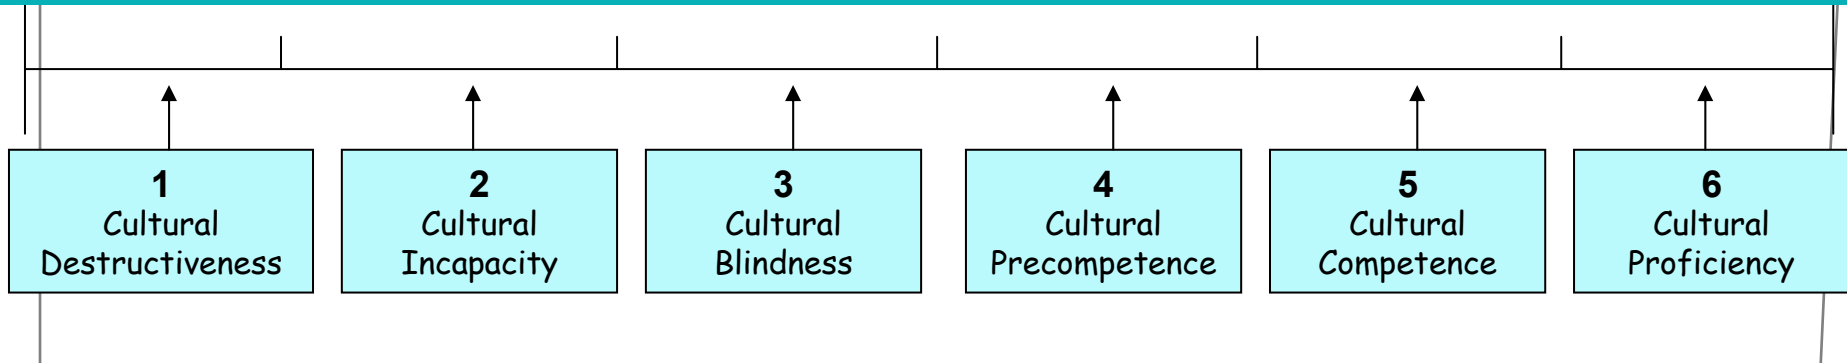 1
Cultural
Destructiveness
2
Cultural
Incapacity
3
Cultural
Blindness
4
Cultural
Precompetence
5
Cultural
Competence
6
Cultural
Proficiency